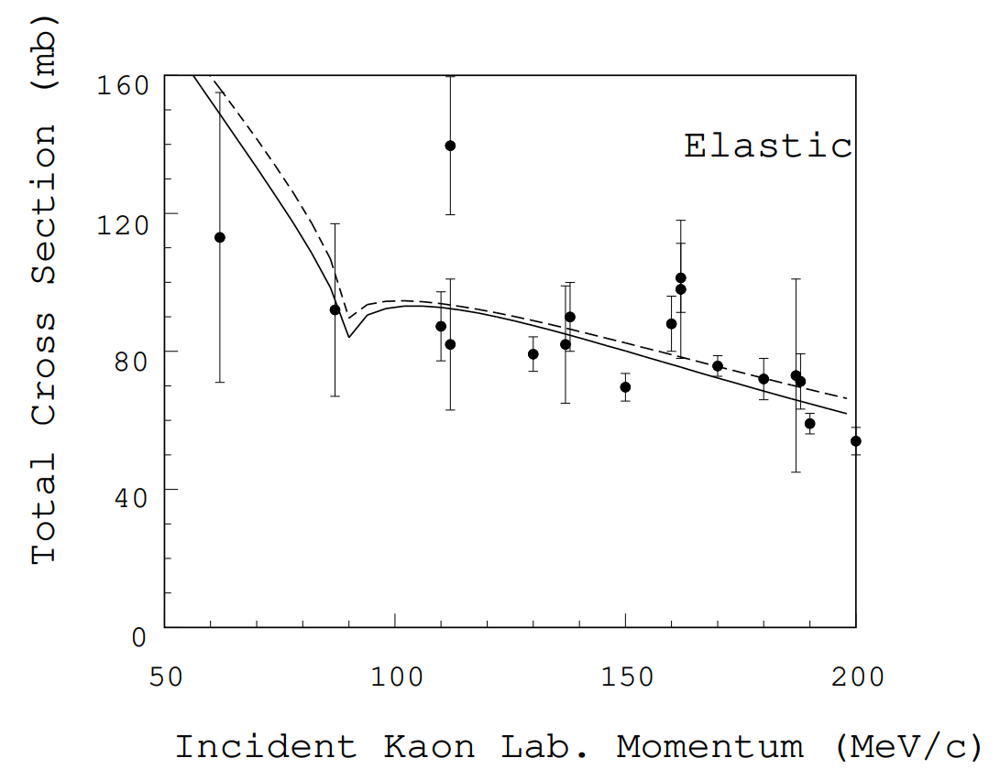 Total Cross Section (mb)
160
120
80
40
0
Elastic
50 100 150 200
Incident Kaon Lab. Momentum (MeV/c)